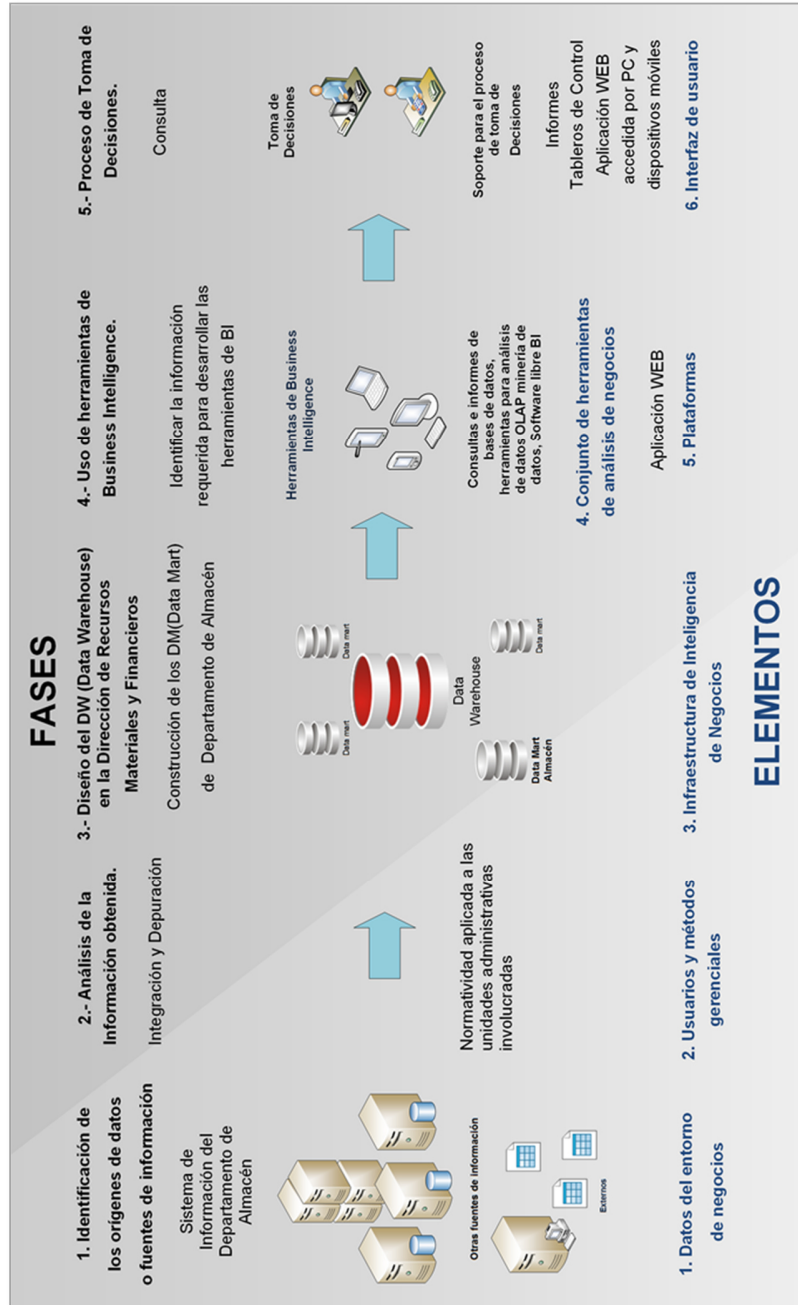 FASES
1. Identificación de
los orígenes de datos
o fuentes de información
Sistema de
Información del
Departamento de
Almacén
2.- Análisis de la
Información obtenida.
Integración y Depuración
3.- Diseño del DW (Data Warehouse)
en la Dirección de Recursos
Materiales y Financieros
Construcción de los DM(Data Mart)
de Departamento de Almacén
4.- Uso de herramientas de
Business Intelligence.
Identificar la información
requerida para desarrollar las
herramientas de BI
5.- Proceso de Toma de
Decisiones.
Consulta
Data mart
Data mart
Data
Warehouse
Data Mart
Almacén
Data mart
Herramientas de Business
Intelligence
Toma de
Decisiones
Otras fuentes de información
Externos
Normatividad aplicada a las
unidades administrativas
involucradas
Consultas e informes de
bases de datos,
herramientas para análisis
de datos OLAP minería de
datos, Software libre BI
Soporte para el proceso
de toma de
Decisiones
Informes
Tableros de Control
Aplicación WEB
accedida por PC y
dispositivos móviles
4. Conjunto de herramientas
de análisis de negocios
Aplicación WEB
1. Datos del entorno
de negocios
2. Usuarios y métodos
gerenciales
3. Infraestructura de Inteligencia
de Negocios
5. Plataformas
6. Interfaz de usuario
ELEMENTOS